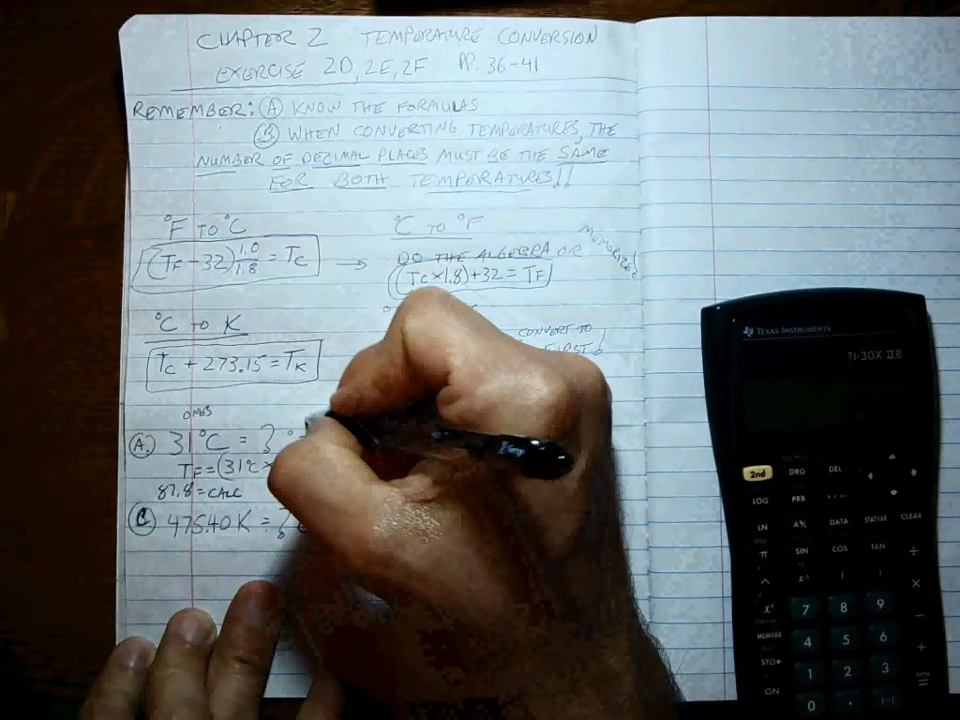 CHAPTER 2 TEMPERATURE CONVERSION
EXERCISE 2D, 2E, 2F PP. 36-41
REMEMBER: (A) KNOW THE FORMULAS
(B) WHEN CONVERTING TEMPERATURES, THE
NUMBER OF DECIMAL PLACES MUST BE THE SAME
FOR BOTH TEMPERATURES!!
°F TO °C
°C TO °F
(TF - 32) 1.0/1.8 = TC →
DO THE ALGEBRA OR MEMORIZE!
(TC × 1.8) + 32 = TF
°C to K
CONVERT TO
FIRST!
TC + 273.15 = TK
ONES
(A.) 31°C = ? °
TF = (31°C ×
87.8 = CALC
475.40 K = ?
TEXAS INSTRUMENTS
TI-30X IIB
2nd DRG DEL
LOG PRB
LN DATA STATVAR CLEAR
π SIN COS TAN ÷
^ x⁻¹ ( ) ×
x² 7 8 9 −
MEMVAR 4 5 6 +
STO▸ 1 2 3
ON 0 . (−) =